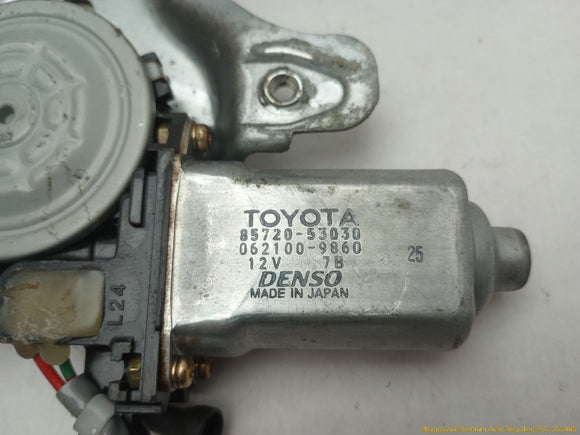 TOYOTA
85720-53030
062100-9860
12V 7B
25
DENSO
MADE IN JAPAN
L24